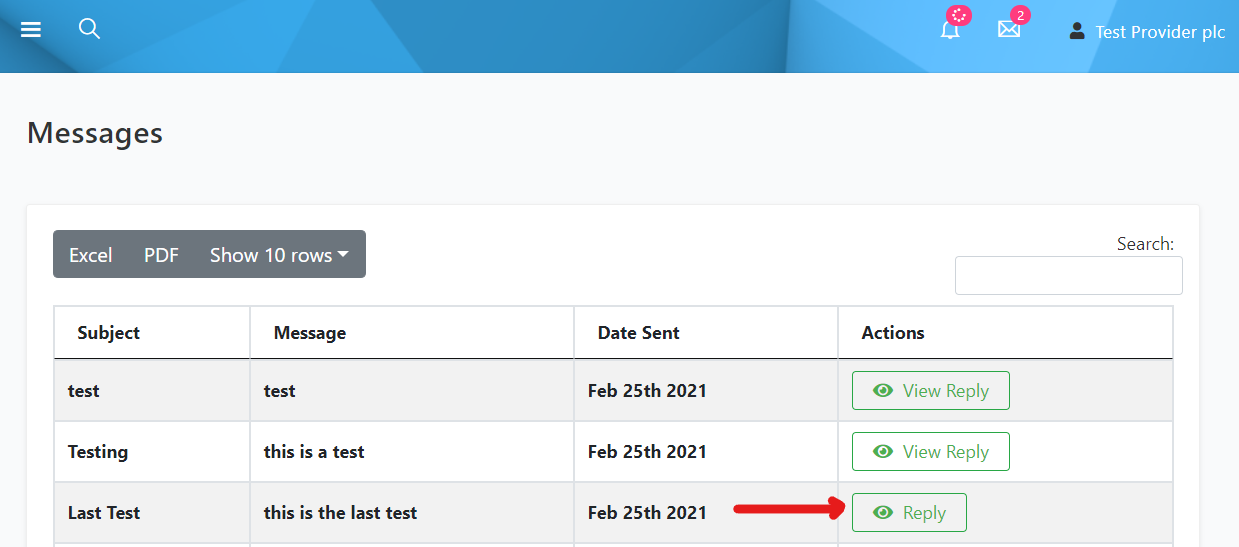 2
Test Provider plc
Messages
Excel PDF Show 10 rows
Search:
Subject Message Date Sent Actions
test test Feb 25th 2021 View Reply
Testing this is a test Feb 25th 2021 View Reply
Last Test this is the last test Feb 25th 2021 Reply